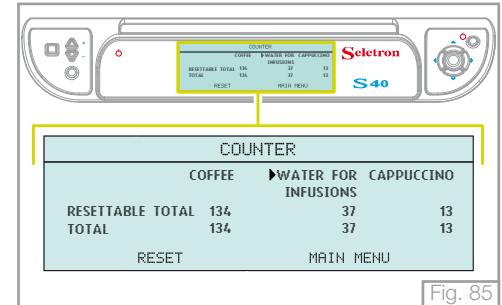 COUNTER
COFFEE ▶WATER FOR CAPPUCCINO
INFUSIONS
RESETTABLE TOTAL 134 37 13
TOTAL 134 37 13
RESET MAIN MENU
Seletron
S40
COUNTER
COFFEE ▶WATER FOR CAPPUCCINO
INFUSIONS
RESETTABLE TOTAL 134 37 13
TOTAL 134 37 13
RESET MAIN MENU
Fig. 85